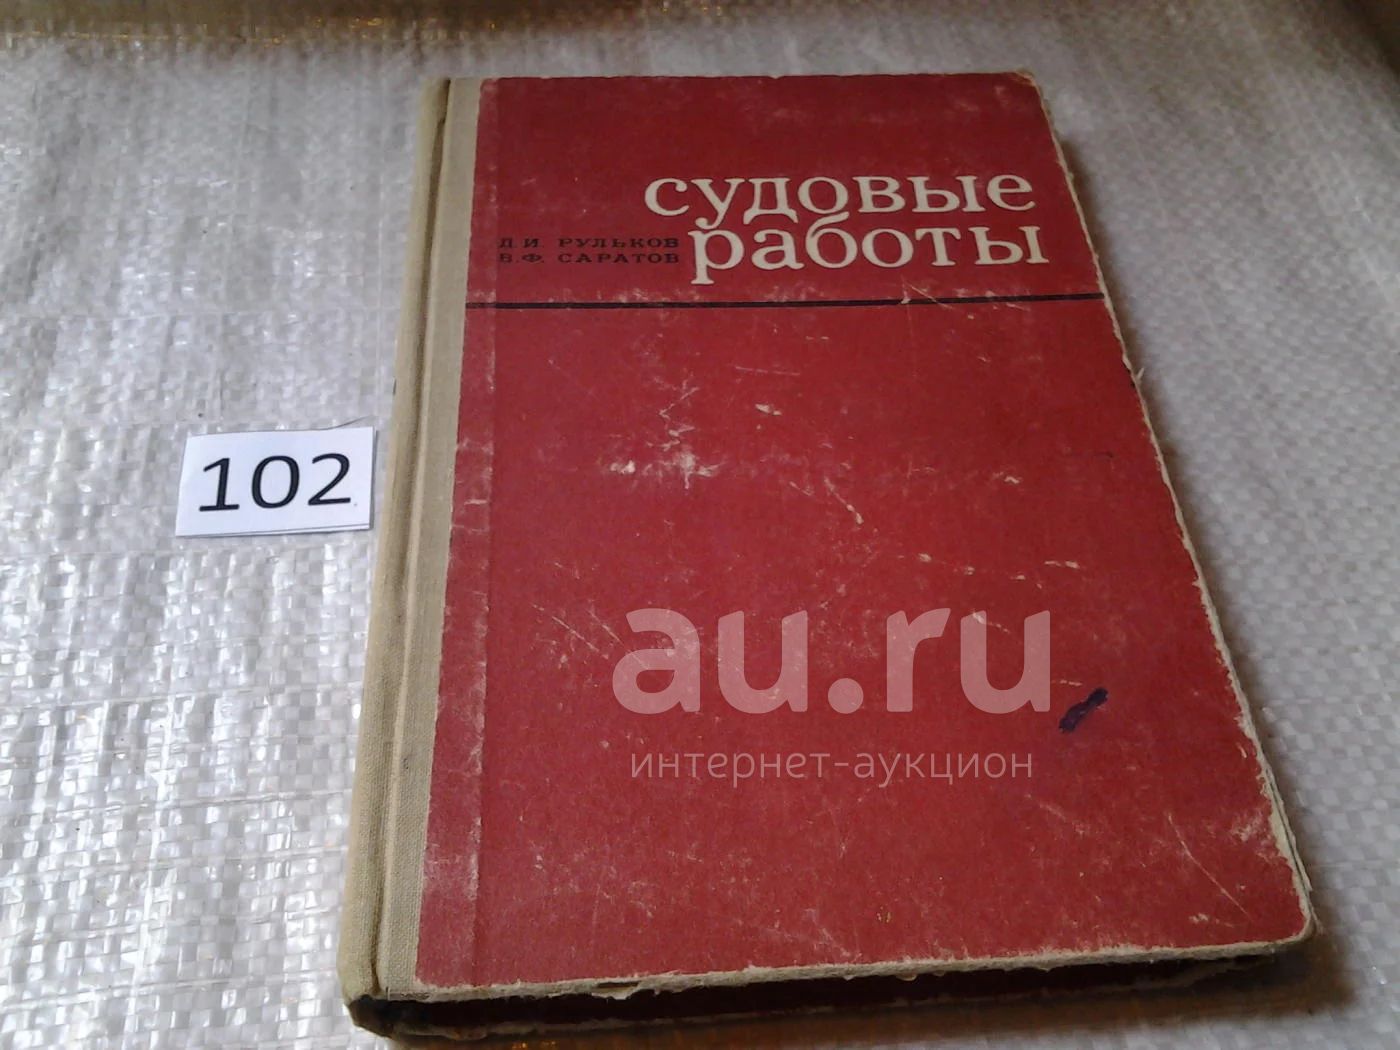 судовые
работы
Д.И. РУЛЬКОВ
В.Ф. САРАТОВ
102
au.ru
интернет-аукцион